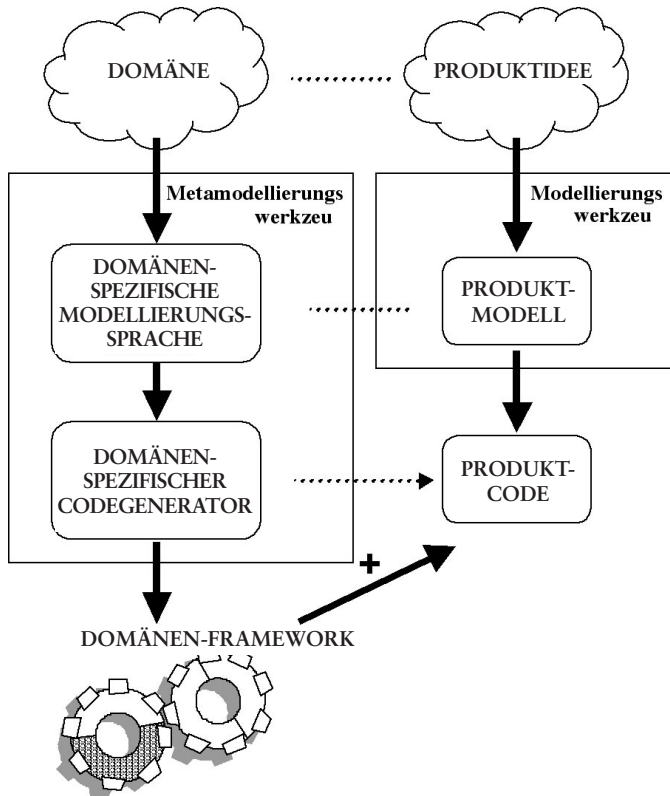 DOMÄNE
PRODUKTIDEE
Metamodellierungs
werkzeu
Modellierungs
werkzeu
DOMÄNEN-
SPEZIFISCHE
MODELLIERUNGS-
SPRACHE
PRODUKT-
MODELL
DOMÄNEN-
SPEZIFISCHER
CODEGENERATOR
PRODUKT-
CODE
+
DOMÄNEN-FRAMEWORK